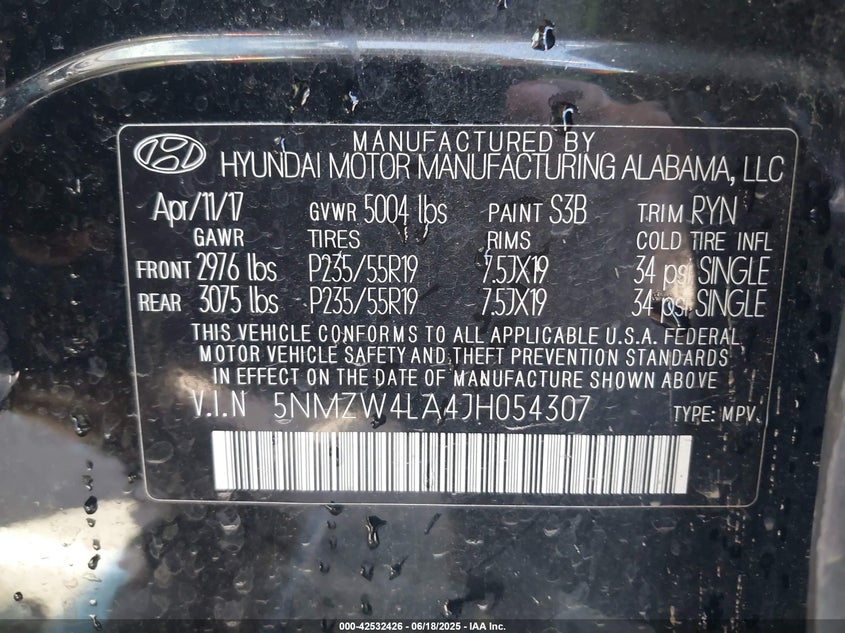 MANUFACTURED BY
HYUNDAI MOTOR MANUFACTURING ALABAMA, LLC
Apr/11/17 GVWR 5004 lbs PAINT S3B TRIM RYN
GAWR TIRES RIMS COLD TIRE INFL
FRONT 2976 lbs P235/55R19 7.5JX19 34 psi SINGLE
REAR 3075 lbs P235/55R19 7.5JX19 34 psi SINGLE
THIS VEHICLE CONFORMS TO ALL APPLICABLE U.S.A. FEDERAL
MOTOR VEHICLE SAFETY AND THEFT PREVENTION STANDARDS
IN EFFECT ON THE DATE OF MANUFACTURE SHOWN ABOVE.
V.I.N 5NMZW4LA4JH054307 TYPE: MPV
000-42532426 - 06/18/2025 - IAA Inc.